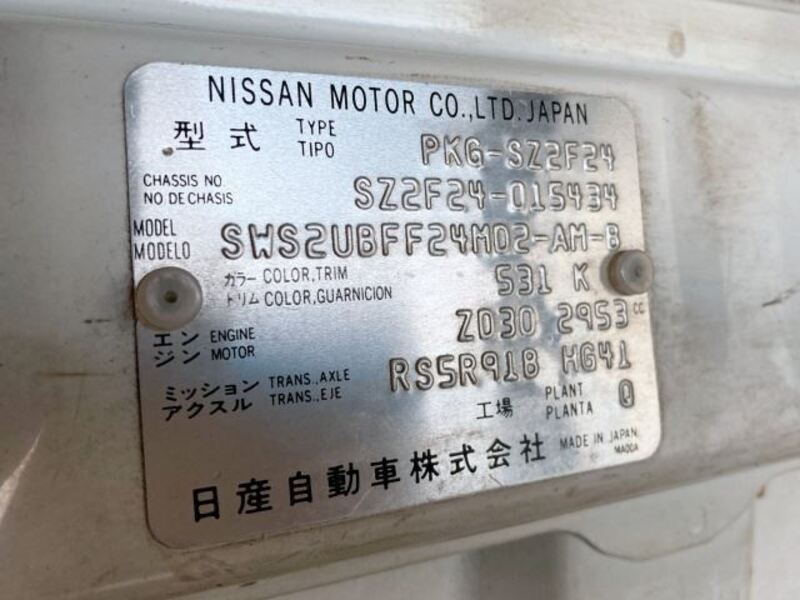 NISSAN MOTOR CO.,LTD. JAPAN
型式 TYPE TIPO PKG-SZ2F24
CHASSIS NO. NO DE CHASIS SZ2F24-015434
MODEL MODELO SWS2UBFF24M02-AM-B
カラー COLOR,TRIM トリム COLOR,GUARNICION 531 K
エンジン ENGINE MOTOR ZD30 2953 CC
ミッション TRANS.,AXLE アクスル TRANS.,EJE RS5R91B HG41
工場 PLANT PLANTA 0
日産自動車株式会社 MADE IN JAPAN
MA00A